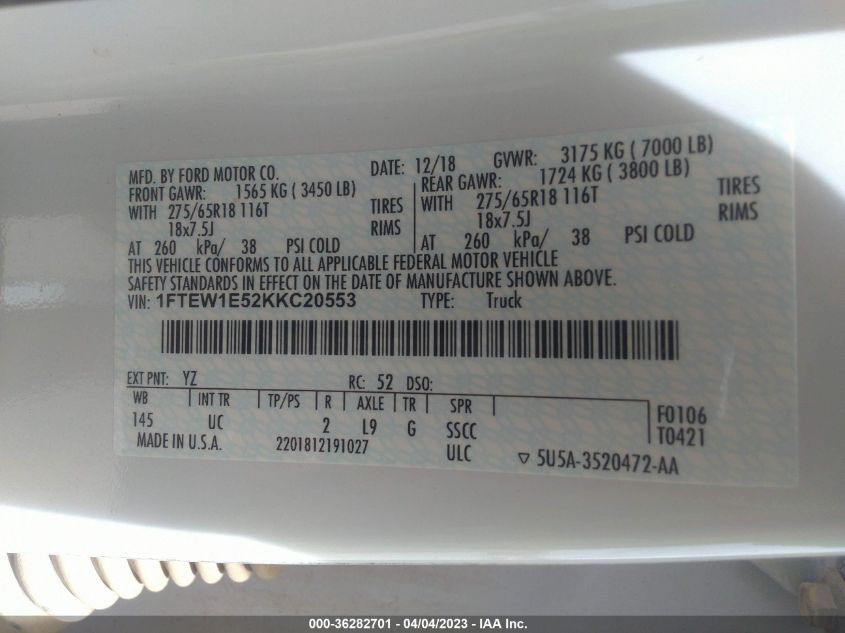 MFD. BY FORD MOTOR CO. DATE: 12/18 GVWR: 3175 KG ( 7000 LB)
FRONT GAWR: 1565 KG ( 3450 LB) REAR GAWR: 1724 KG ( 3800 LB)
WITH 275/65R18 116T TIRES WITH 275/65R18 116T TIRES
18x7.5J RIMS 18x7.5J RIMS
AT 260 kPa/ 38 PSI COLD AT 260 kPa/ 38 PSI COLD
THIS VEHICLE CONFORMS TO ALL APPLICABLE FEDERAL MOTOR VEHICLE
SAFETY STANDARDS IN EFFECT ON THE DATE OF MANUFACTURE SHOWN ABOVE.
VIN: 1FTEW1E52KKC20553 TYPE: Truck
EXT PNT: YZ RC: 52 DSO:
WB INT TR TP/PS R AXLE TR SPR F0106
145 UC 2 L9 G SSCC T0421
MADE IN U.S.A. 2201812191027 ULC ▽ 5U5A-3520472-AA
000-36282701 - 04/04/2023 - IAA Inc.